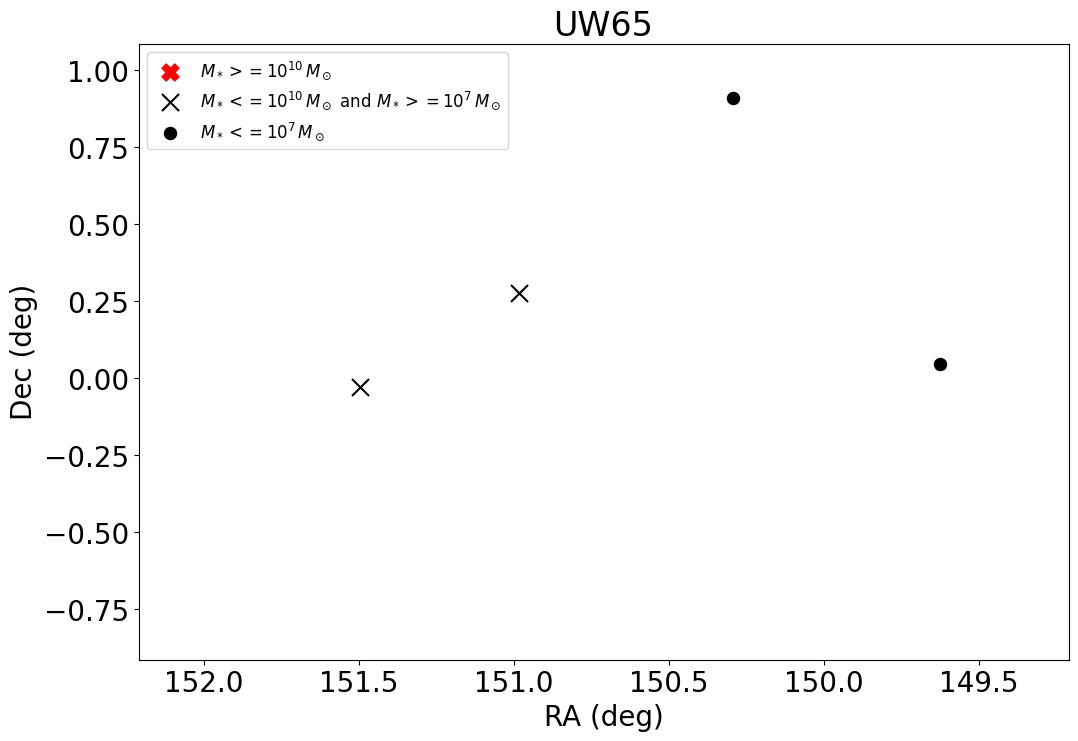 UW65
M* >= 10^10 M⊙
M* <= 10^10 M⊙ and M* >= 10^7 M⊙
M* <= 10^7 M⊙
1.00
0.75
0.50
0.25
0.00
−0.25
−0.50
−0.75
Dec (deg)
152.0 151.5 151.0 150.5 150.0 149.5
RA (deg)